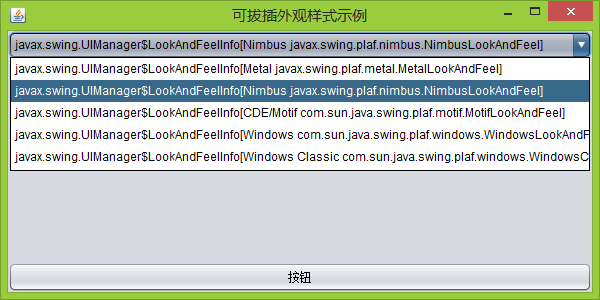 可拔插外观样式示例
javax.swing.UIManager$LookAndFeelInfo[Nimbus javax.swing.plaf.nimbus.NimbusLookAndFeel]
javax.swing.UIManager$LookAndFeelInfo[Metal javax.swing.plaf.metal.MetalLookAndFeel]
javax.swing.UIManager$LookAndFeelInfo[Nimbus javax.swing.plaf.nimbus.NimbusLookAndFeel]
javax.swing.UIManager$LookAndFeelInfo[CDE/Motif com.sun.java.swing.plaf.motif.MotifLookAndFeel]
javax.swing.UIManager$LookAndFeelInfo[Windows com.sun.java.swing.plaf.windows.WindowsLookAndF
javax.swing.UIManager$LookAndFeelInfo[Windows Classic com.sun.java.swing.plaf.windows.WindowsC
按钮